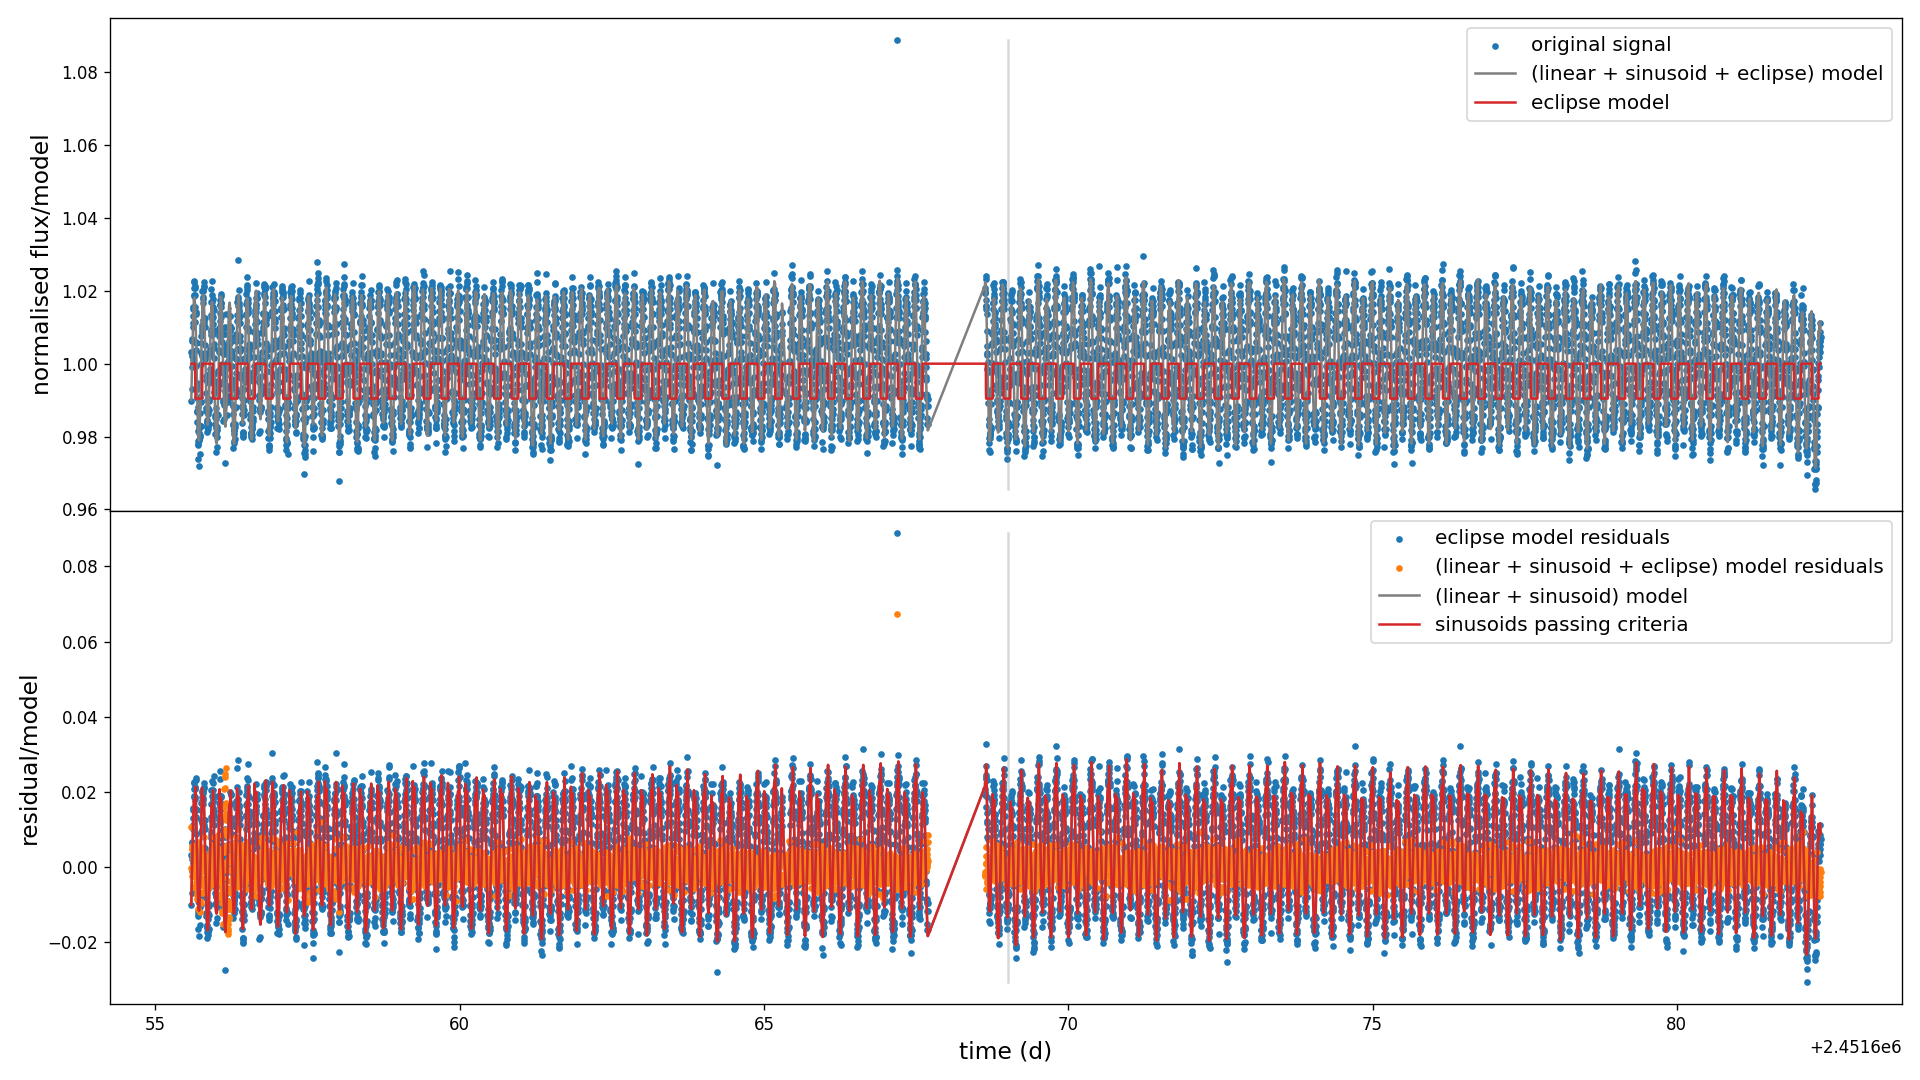 original signal
(linear + sinusoid + eclipse) model
eclipse model
1.08
1.06
1.04
1.02
1.00
0.98
0.96
normalised flux/model
eclipse model residuals
(linear + sinusoid + eclipse) model residuals
(linear + sinusoid) model
sinusoids passing criteria
0.08
0.06
0.04
0.02
0.00
−0.02
residual/model
55
60
65
70
75
80
time (d)
+2.4516e6